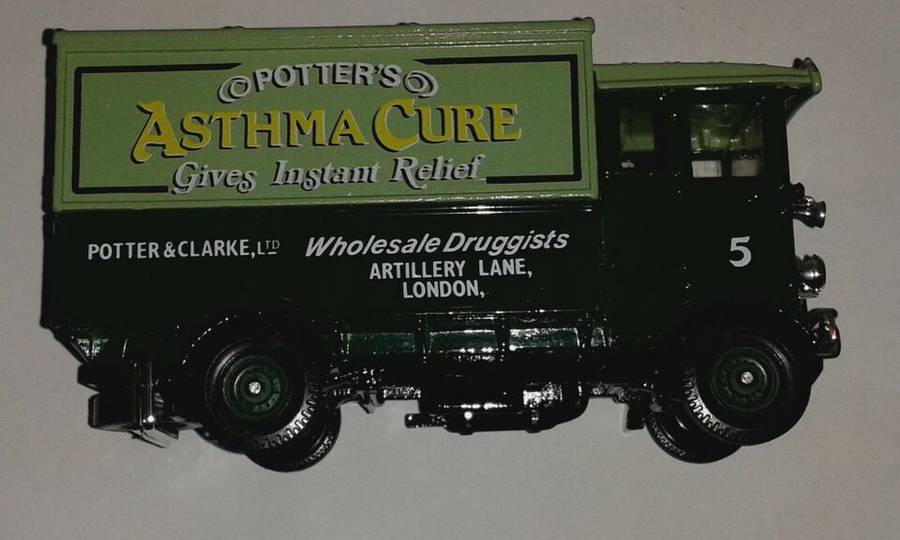 POTTER'S
ASTHMA CURE
Gives Instant Relief
POTTER & CLARKE, LTD
Wholesale Druggists
ARTILLERY LANE,
LONDON,
5